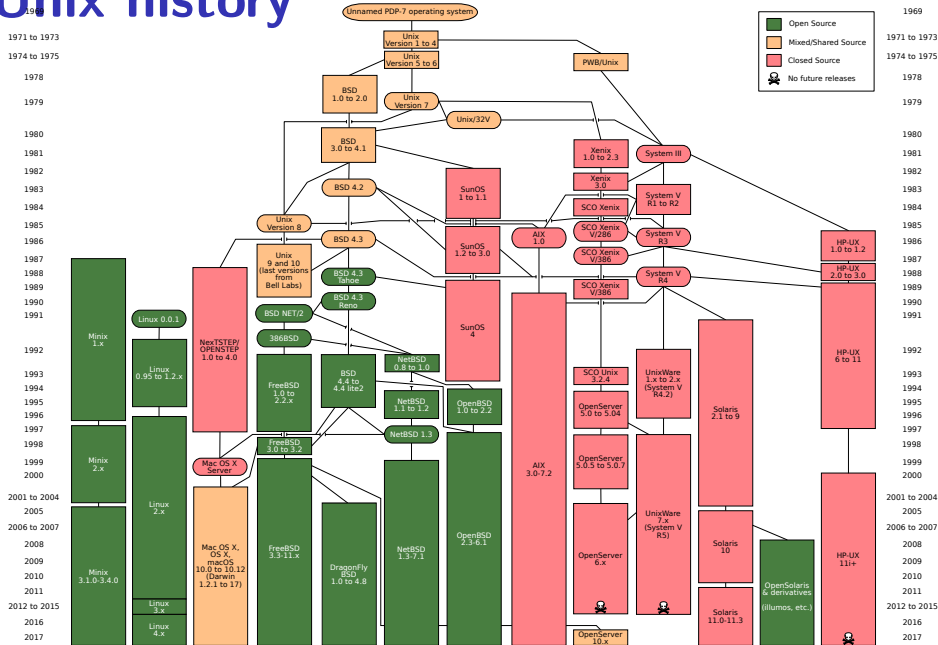 Unix history
1969
1971 to 1973
1974 to 1975
1978
1979
1980
1981
1982
1983
1984
1985
1986
1987
1988
1989
1990
1991
1992
1993
1994
1995
1996
1997
1998
1999
2000
2001 to 2004
2005
2006 to 2007
2008
2009
2010
2011
2012 to 2015
2016
2017
Unnamed PDP-7 operating system
Unix
Version 1 to 4
Unix
Version 5 to 6
PWB/Unix
BSD
1.0 to 2.0
Unix
Version 7
Unix/32V
BSD
3.0 to 4.1
Xenix
1.0 to 2.3
System III
Xenix
3.0
SunOS
1 to 1.1
BSD 4.2
System V
R1 to R2
SCO Xenix
Unix
Version 8
SCO Xenix
V/286
AIX
1.0
BSD 4.3
System V
R3
HP-UX
1.0 to 1.2
SunOS
1.2 to 3.0
SCO Xenix
V/386
Unix
9 and 10
(last versions
from
Bell Labs)
BSD 4.3
Tahoe
System V
R4
HP-UX
2.0 to 3.0
SCO Xenix
V/386
BSD 4.3
Reno
BSD NET/2
Linux 0.0.1
Minix
1.x
386BSD
NexTSTEP/
OPENSTEP
1.0 to 4.0
SunOS
4
HP-UX
6 to 11
Linux
0.95 to 1.2.x
NetBSD
0.8 to 1.0
BSD
4.4 to
4.4 lite2
SCO Unix
3.2.4
UnixWare
1.x to 2.x
(System V
R4.2)
FreeBSD
1.0 to
2.2.x
NetBSD
1.1 to 1.2
OpenBSD
1.0 to 2.2
OpenServer
5.0 to 5.04
Solaris
2.1 to 9
NetBSD 1.3
FreeBSD
3.0 to 3.2
Minix
2.x
Mac OS X
Server
OpenServer
5.0.5 to 5.0.7
AIX
3.0-7.2
Linux
2.x
UnixWare
7.x
(System V
R5)
OpenBSD
2.3-6.1
Solaris
10
Mac OS X,
OS X,
macOS
10.0 to 10.12
(Darwin
1.2.1 to 17)
FreeBSD
3.3-11.x
NetBSD
1.3-7.1
DragonFly
BSD
1.0 to 4.8
OpenServer
6.x
HP-UX
11i+
Minix
3.1.0-3.4.0
OpenSolaris
& derivatives
(illumos, etc.)
Linux
3.x
Solaris
11.0-11.3
Linux
4.x
OpenServer
10.x
Open Source
Mixed/Shared Source
Closed Source
No future releases
1969
1971 to 1973
1974 to 1975
1978
1979
1980
1981
1982
1983
1984
1985
1986
1987
1988
1989
1990
1991
1992
1993
1994
1995
1996
1997
1998
1999
2000
2001 to 2004
2005
2006 to 2007
2008
2009
2010
2011
2012 to 2015
2016
2017